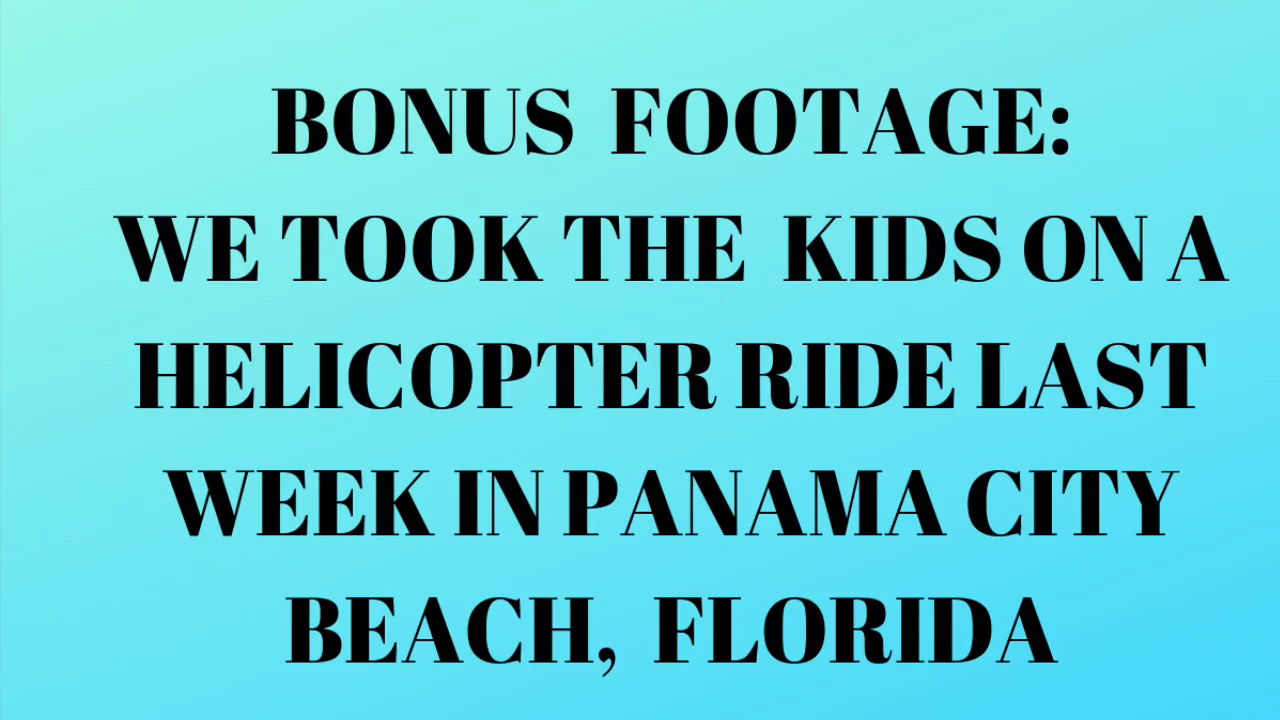 BONUS FOOTAGE:
WE TOOK THE KIDS ON A
HELICOPTER RIDE LAST
WEEK IN PANAMA CITY
BEACH, FLORIDA